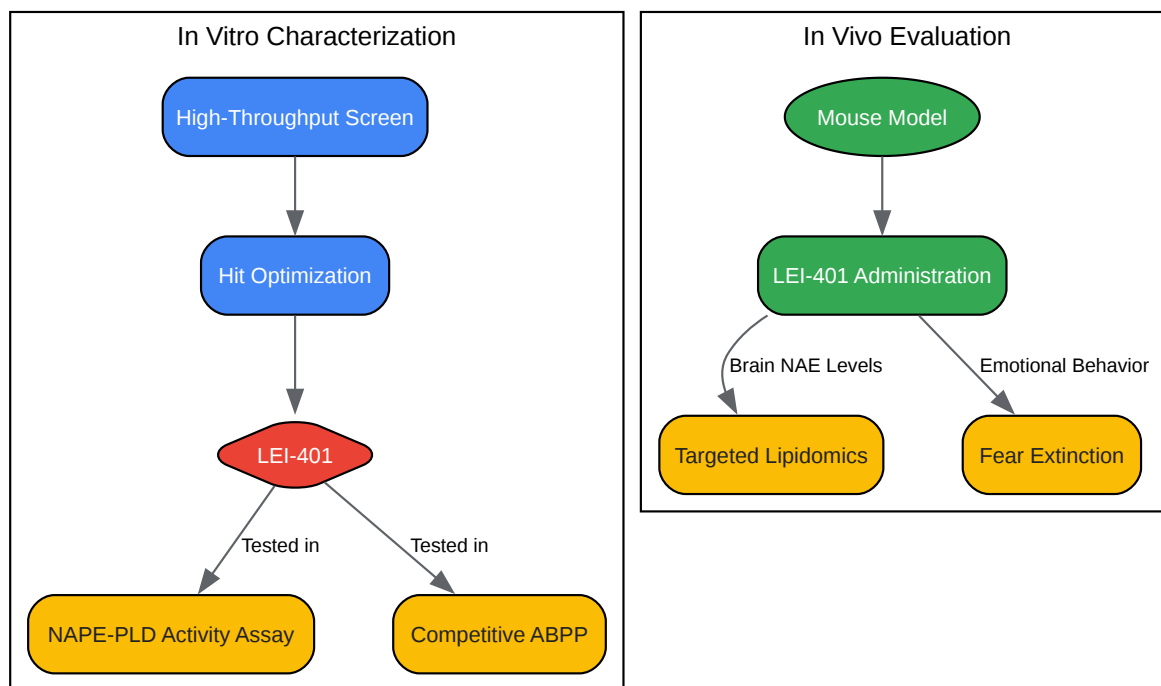 In Vitro Characterization
High-Throughput Screen
Hit Optimization
LEI-401
Tested in
Tested in
NAPE-PLD Activity Assay
Competitive ABPP
In Vivo Evaluation
Mouse Model
LEI-401 Administration
Brain NAE Levels
Emotional Behavior
Targeted Lipidomics
Fear Extinction